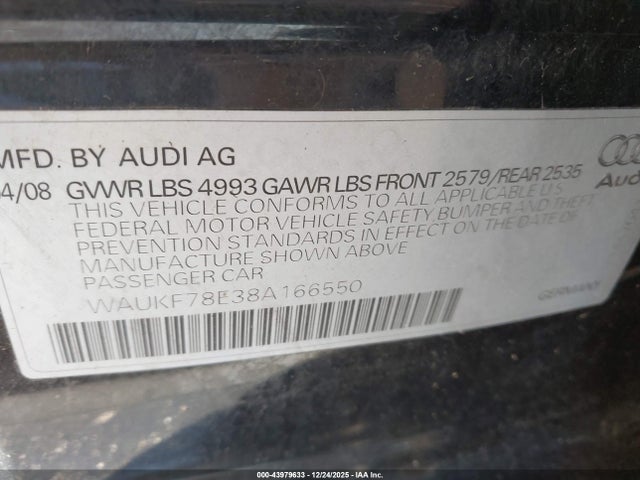 MFD. BY AUDI AG
4/08 GVWR LBS 4993 GAWR LBS FRONT 2579/REAR 2535
THIS VEHICLE CONFORMS TO ALL APPLICABLE U.S.
FEDERAL MOTOR VEHICLE SAFETY BUMPER AND THEFT
PREVENTION STANDARDS IN EFFECT ON THE DATE OF
MANUFACTURE SHOWN ABOVE
PASSENGER CAR
WAUKF78E38A166550
GERMANY
Audi
000-43979633 - 12/24/2025 - IAA Inc.